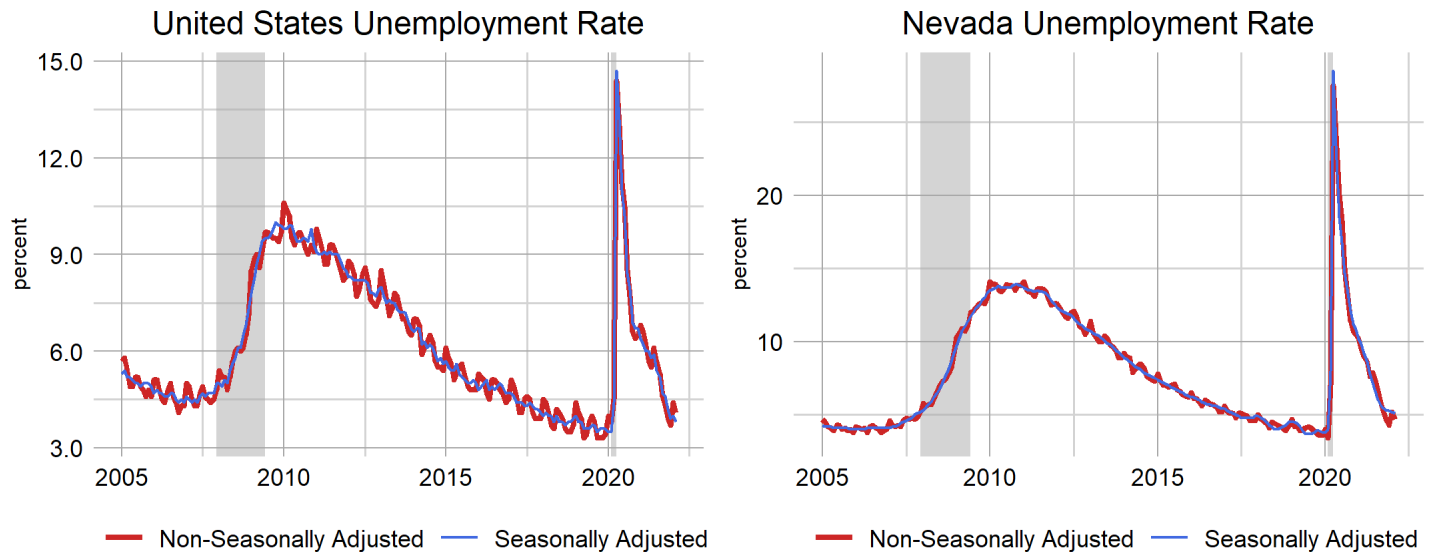 United States Unemployment Rate
percent
15.0
12.0
9.0
6.0
3.0
2005 2010 2015 2020
Non-Seasonally Adjusted Seasonally Adjusted
Nevada Unemployment Rate
percent
20
10
2005 2010 2015 2020
Non-Seasonally Adjusted Seasonally Adjusted